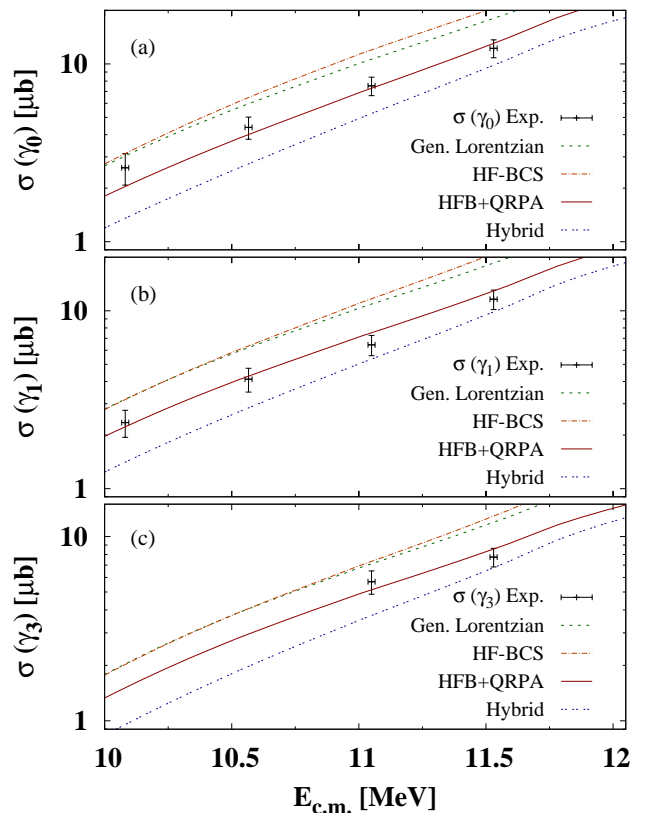 (a)
10
1
σ (γ0) [μb]
σ (γ0) Exp.
Gen. Lorentzian
HF-BCS
HFB+QRPA
Hybrid
(b)
10
1
σ (γ1) [μb]
σ (γ1) Exp.
Gen. Lorentzian
HF-BCS
HFB+QRPA
Hybrid
(c)
10
1
σ (γ3) [μb]
σ (γ3) Exp.
Gen. Lorentzian
HF-BCS
HFB+QRPA
Hybrid
10 10.5 11 11.5 12
Ec.m. [MeV]